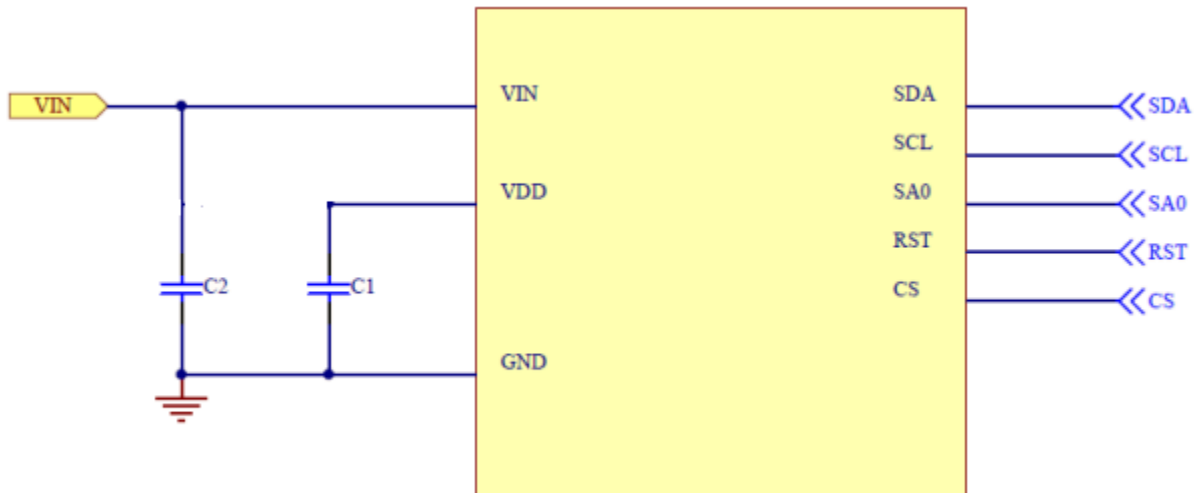 VIN
VIN
SDA
SDA
SCL
SCL
VDD
SA0
SA0
RST
RST
C2
C1
CS
CS
GND